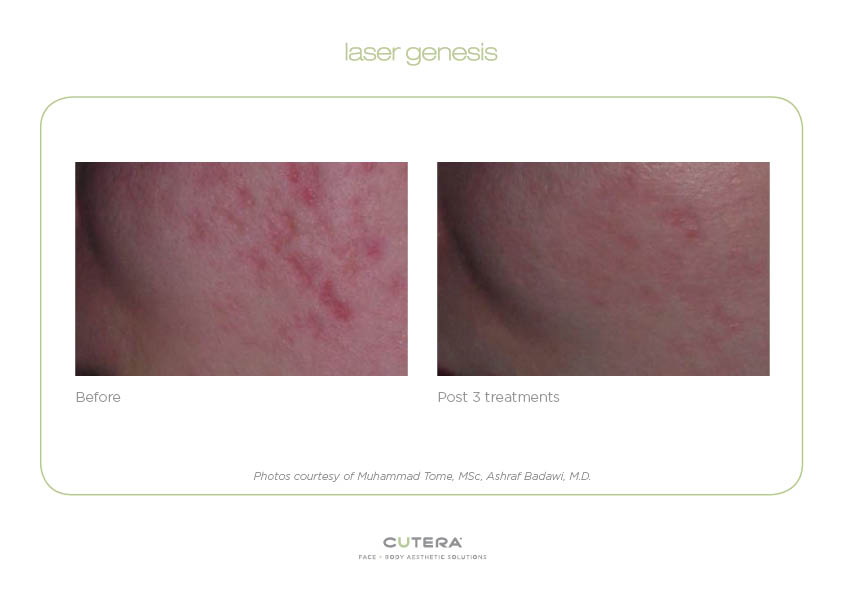 laser genesis
Before
Post 3 treatments
Photos courtesy of Muhammad Tome, MSc, Ashraf Badawi, M.D.
CUTERA
FACE + BODY AESTHETIC SOLUTIONS